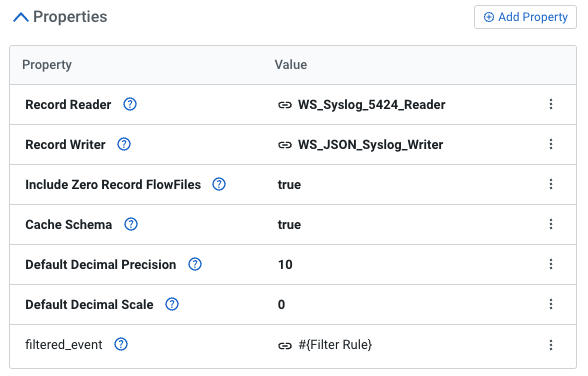 Properties
Add Property
Property Value
Record Reader ? WS_Syslog_5424_Reader
Record Writer ? WS_JSON_Syslog_Writer
Include Zero Record FlowFiles ? true
Cache Schema ? true
Default Decimal Precision ? 10
Default Decimal Scale ? 0
filtered_event ? #{Filter Rule}